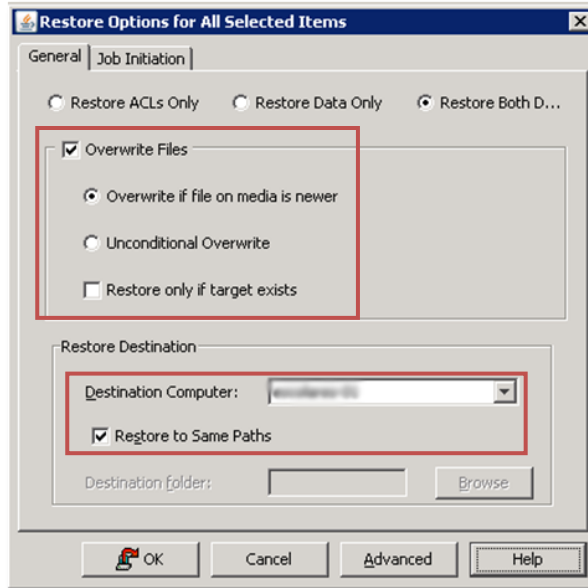 Restore Options for All Selected Items
General Job Initiation
Restore ACLs Only Restore Data Only Restore Both D...
Overwrite Files
Overwrite if file on media is newer
Unconditional Overwrite
Restore only if target exists
Restore Destination
Destination Computer:
Restore to Same Paths
Destination folder: Browse
OK Cancel Advanced Help